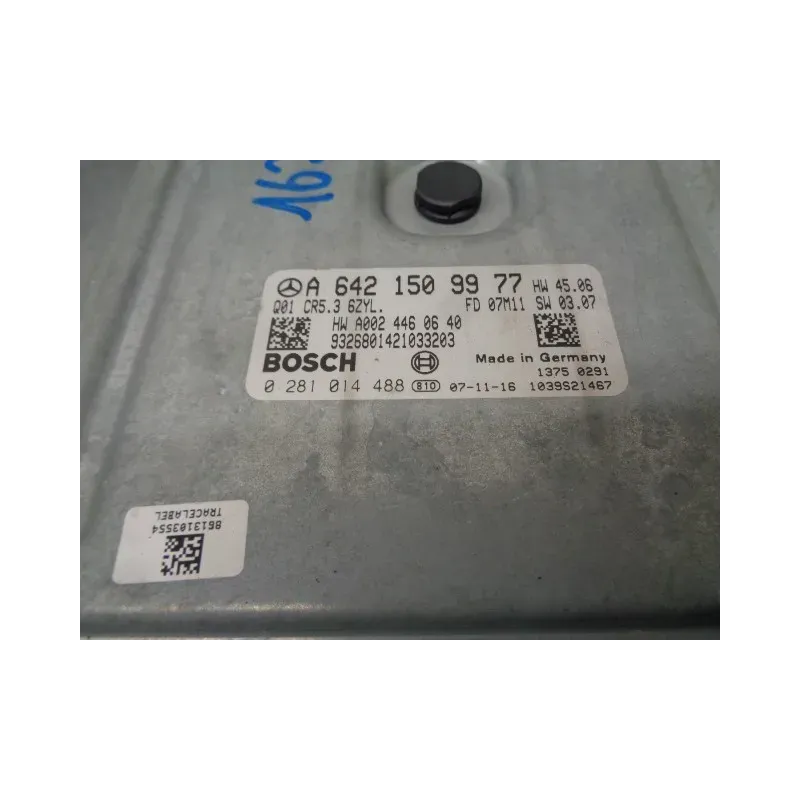 163
A 642 150 99 77 HW 45.06
Q01 CR5.3 6ZYL. FD 07M11 SW 03.07
HW A002 446 06 40
9326801421033203
BOSCH Made in Germany
1375 0291
0 281 014 488 810 07-11-16 1039S21467
86131103554
TRACELABEL